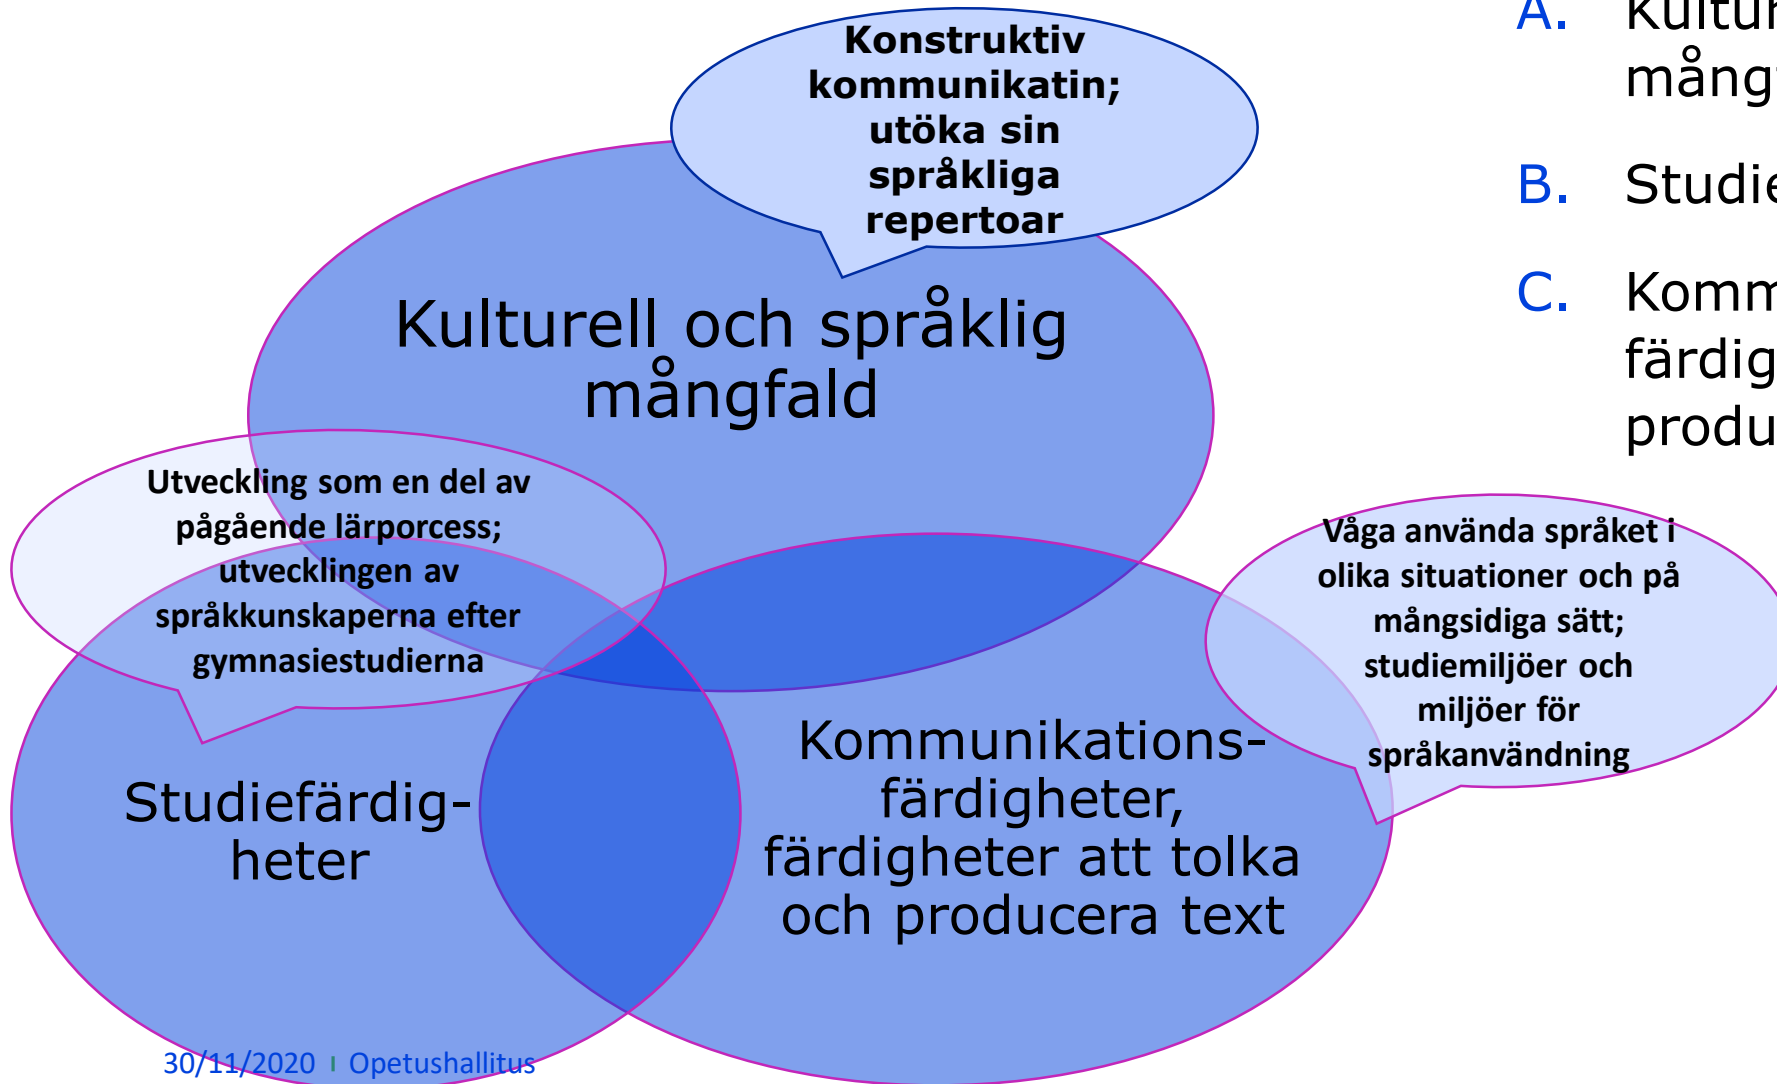 Konstruktiv
kommunikatin;
utöka sin
språkliga
repertoar
Kulturell och språklig
mångfald
Utveckling som en del av
pågående lärporcess;
utvecklingen av
språkkunskaperna efter
gymnasiestudierna
Våga använda språket i
olika situationer och på
mångsidiga sätt;
studiemiljöer och
miljöer för
språkanvändning
Studiefärdig-
heter
Kommunikations-
färdigheter,
färdigheter att tolka
och producera text
A.
B.
C.
30/11/2020 I Opetushallitus